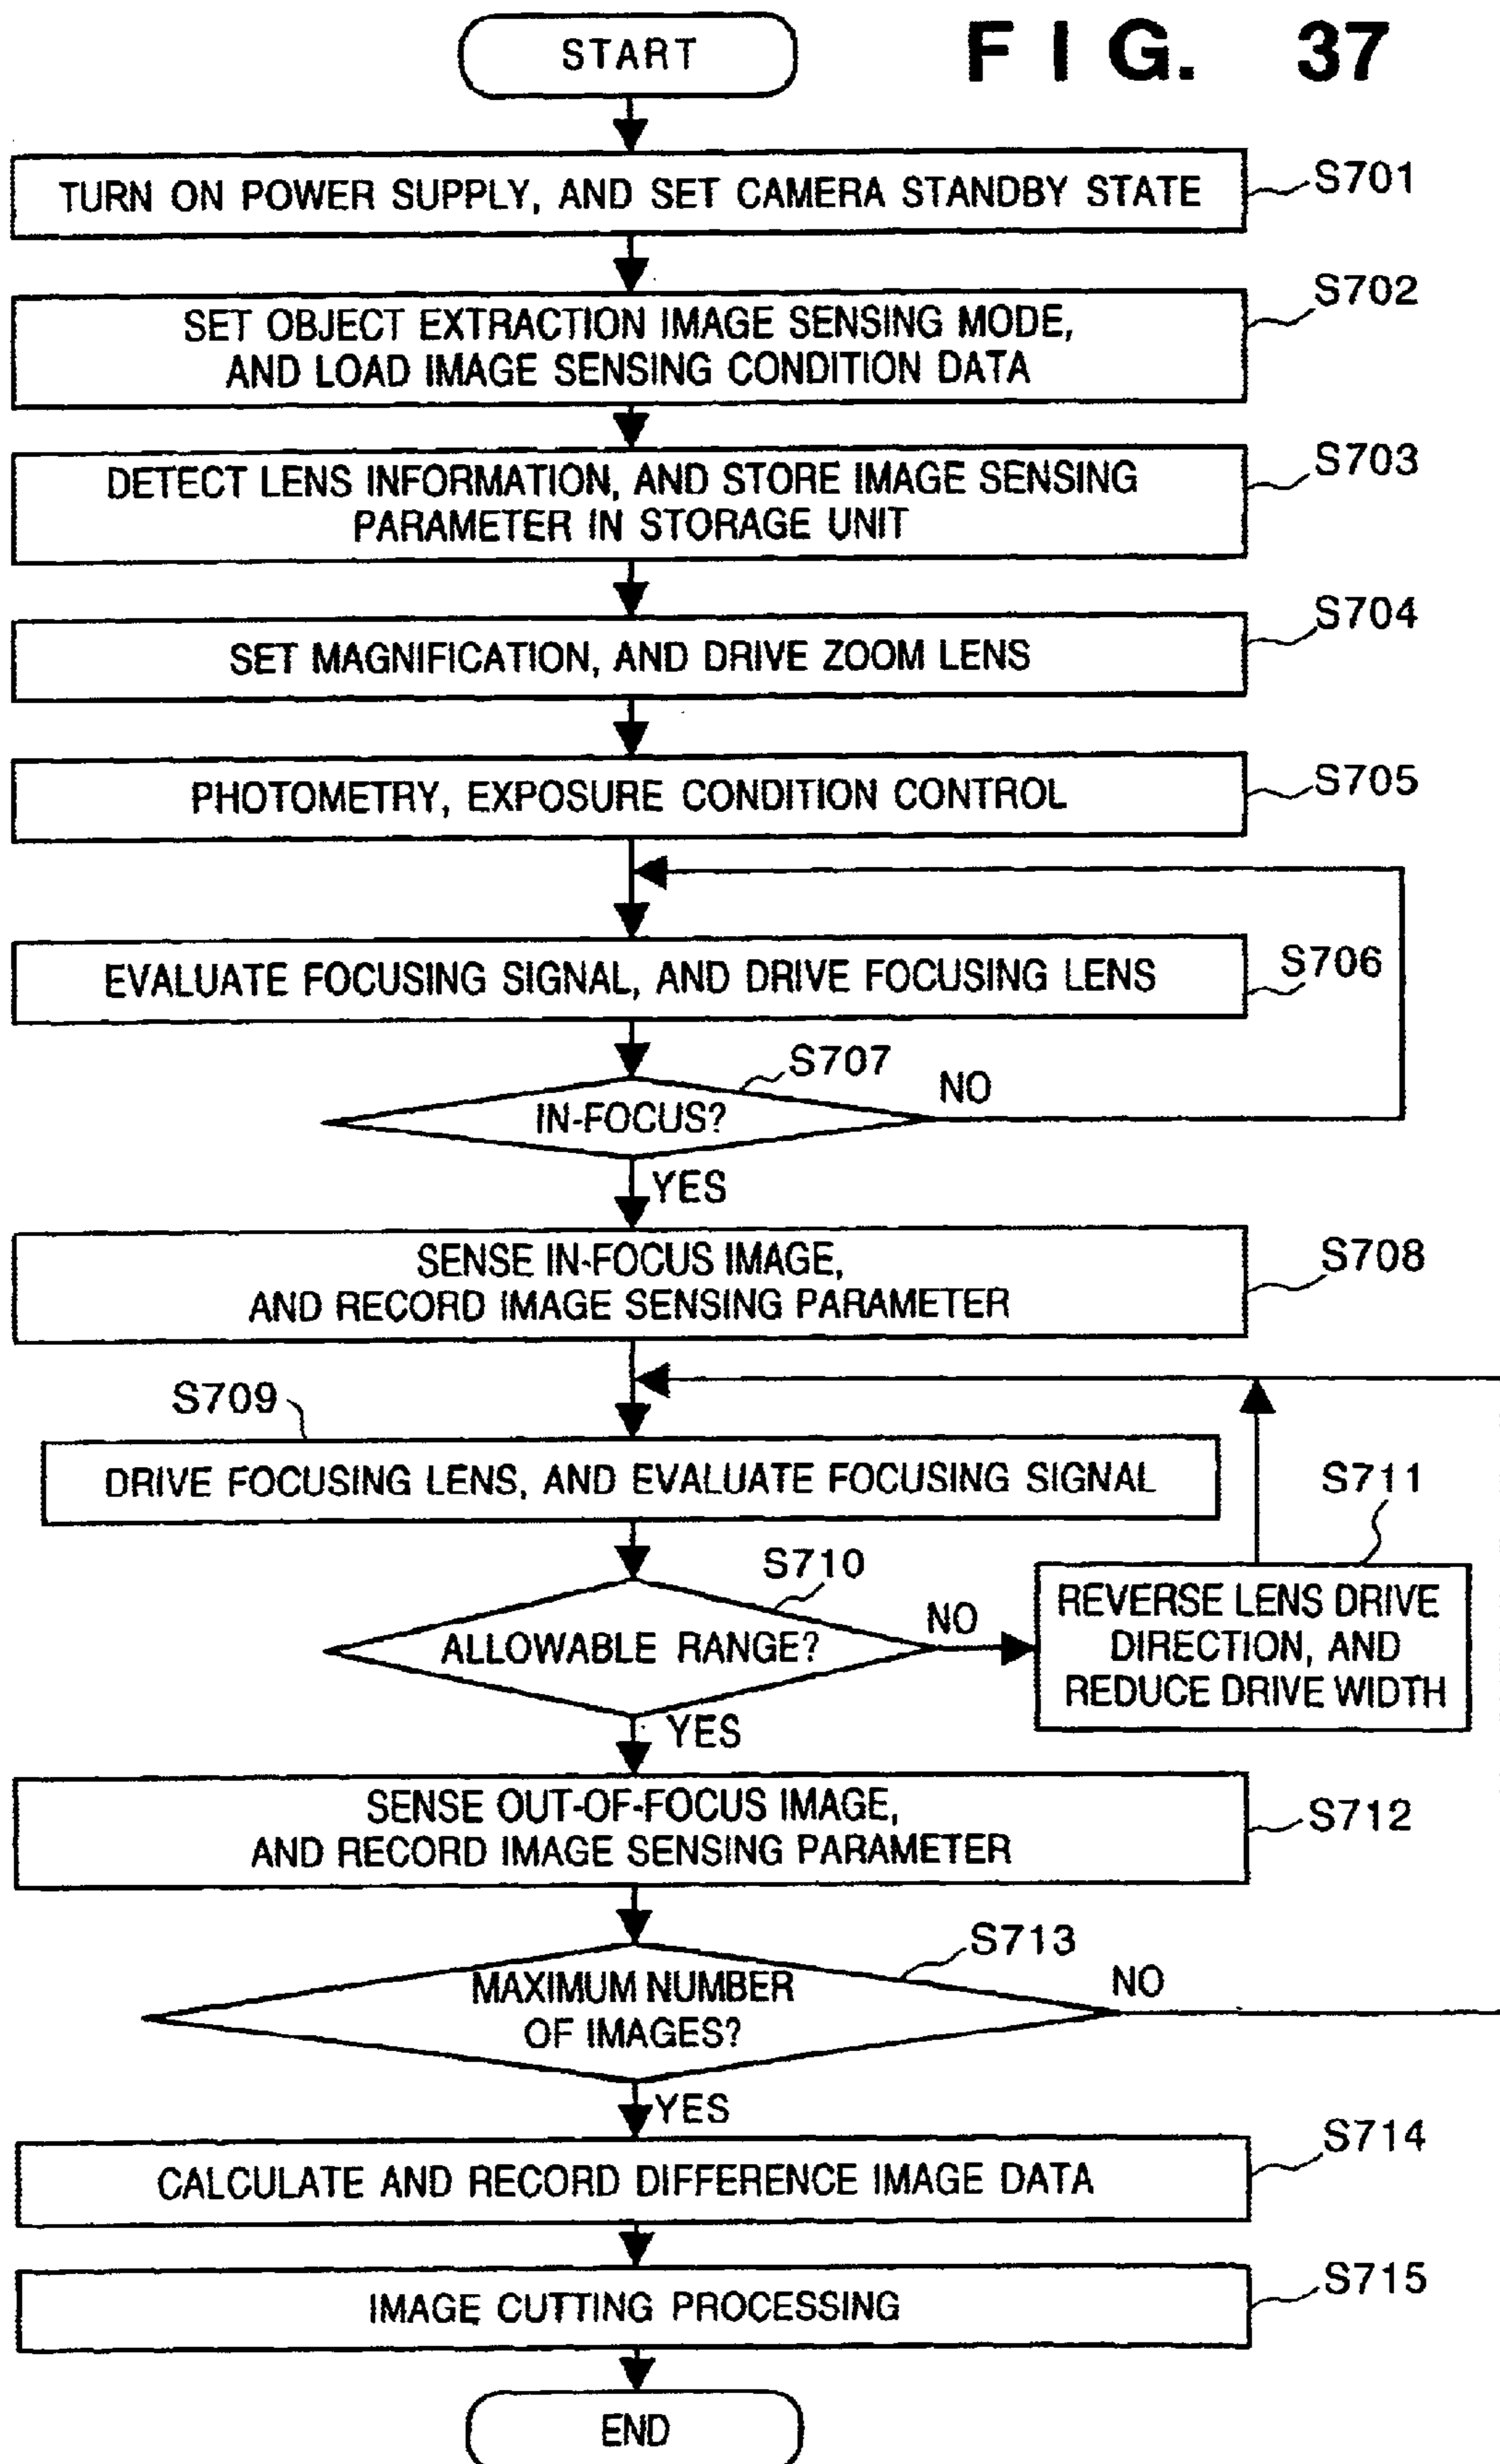 START
FIG. 37
TURN ON POWER SUPPLY, AND SET CAMERA STANDBY STATE
S701
SET OBJECT EXTRACTION IMAGE SENSING MODE,
AND LOAD IMAGE SENSING CONDITION DATA
S702
DETECT LENS INFORMATION, AND STORE IMAGE SENSING
PARAMETER IN STORAGE UNIT
S703
SET MAGNIFICATION, AND DRIVE ZOOM LENS
S704
PHOTOMETRY, EXPOSURE CONDITION CONTROL
S705
EVALUATE FOCUSING SIGNAL, AND DRIVE FOCUSING LENS
S706
S707
IN-FOCUS?
NO
YES
SENSE IN-FOCUS IMAGE,
AND RECORD IMAGE SENSING PARAMETER
S708
S709
DRIVE FOCUSING LENS, AND EVALUATE FOCUSING SIGNAL
S710
ALLOWABLE RANGE?
NO
S711
REVERSE LENS DRIVE
DIRECTION, AND
REDUCE DRIVE WIDTH
YES
SENSE OUT-OF-FOCUS IMAGE,
AND RECORD IMAGE SENSING PARAMETER
S712
S713
MAXIMUM NUMBER
OF IMAGES?
NO
YES
CALCULATE AND RECORD DIFFERENCE IMAGE DATA
S714
IMAGE CUTTING PROCESSING
S715
END